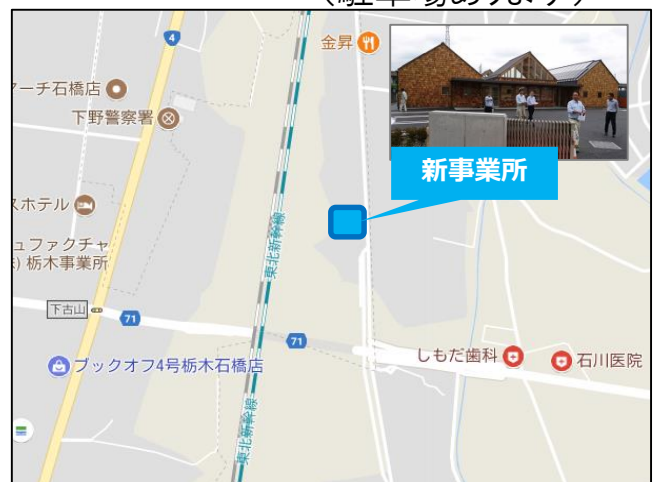 (駐車場あります)
4
金昇
マーチ石橋店
下野警察署
新事業所
スホテル
ュファクチャ
栃木事業所
東北新幹線
下古山
71
71
しもだ歯科
石川医院
ブックオフ4号栃木石橋店
東北新幹線